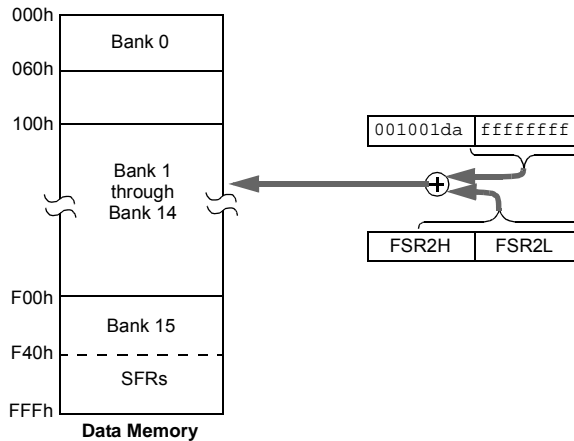 000h
Bank 0
060h
100h
001001da ffffffff
Bank 1
through
Bank 14
FSR2H FSR2L
F00h
Bank 15
F40h
SFRs
FFFh
Data Memory